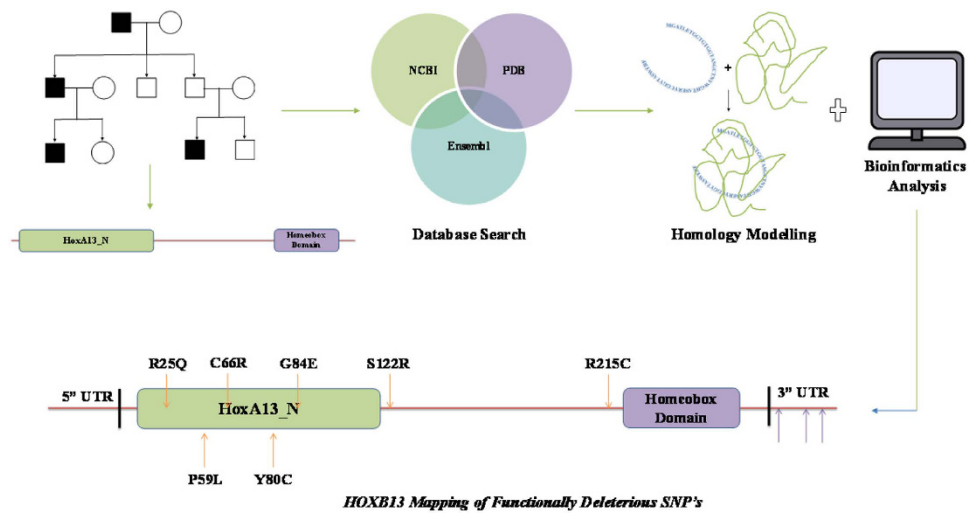 NCBI
PDB
Ensembl
Database Search
+
Homology Modelling
Bioinformatics
Analysis
HoxA13_N
Homeobox
Domain
R25Q
C66R
G84E
S122R
R215C
5” UTR
HoxA13_N
Homeobox
Domain
3” UTR
P59L
Y80C
HOXB13 Mapping of Functionally Deleterious SNP's